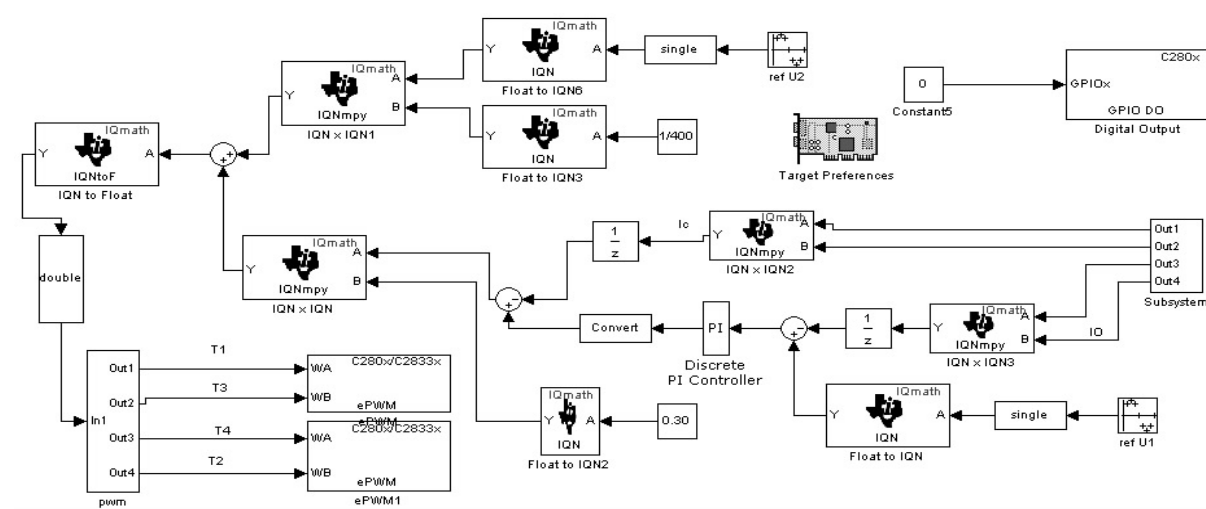 IQmath
Y
IQN
A
Float to IQN6
single
ref U2
IQmath
Y
IQNmpy
A
B
IQN x IQN1
IQmath
Y
IQN
A
Float to IQN3
1/400
0
Constant5
C280x
GPIOx
GPIO DO
Digital Output
Target Preferences
IQmath
Y
IQNtoF
A
IQN to Float
+
+
double
IQmath
Y
IQNmpy
A
B
IQN x IQN
1
z
Ic
IQmath
Y
IQNmpy
A
B
IQN x IQN2
Out1
Out2
Out3
Out4
Subsystem
−
+
Convert
PI
Discrete
PI Controller
−
+
1
z
IQmath
Y
IQNmpy
A
B
IQN x IQN3
IO
IQmath
Y
IQN
A
Float to IQN2
0.30
IQmath
Y
IQN
A
Float to IQN
single
ref U1
In1
Out1
Out2
Out3
Out4
pwm
T1
T3
T4
T2
C280x/C2833x
WA
WB
ePWM
ePWM
C280x/C2833x
WA
WB
ePWM
ePWM1